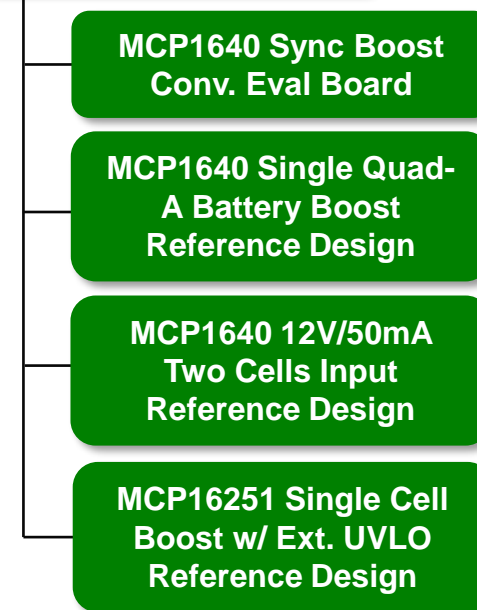 MCP1640 Sync Boost
Conv. Eval Board
MCP1640 Single Quad-
A Battery Boost
Reference Design
MCP1640 12V/50mA
Two Cells Input
Reference Design
MCP16251 Single Cell
Boost w/ Ext. UVLO
Reference Design